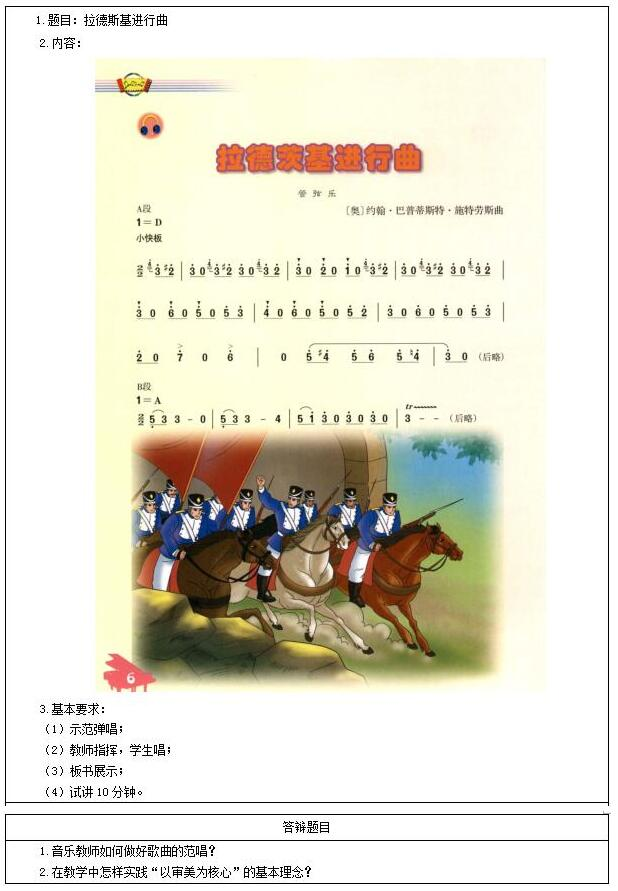 1.题目：拉德斯基进行曲
2.内容：
拉德茨基进行曲
管弦乐
A段
〔奥〕约翰·巴普蒂斯特·施特劳斯曲
1=D
小快板
2/2 3 ♯2 | 3 0 3 ♯2 3 0 3 2 | 3 0 2 0 1 0 3 ♯2 | 3 0 3 ♯2 3 0 3 2 |
3 0 6 0 5 0 5 3 | 4 0 6 0 5 0 5 2 | 3 0 6 0 5 0 5 3 |
2 0 7 0 6 | 0 5 ♯4 5 6 5 ♮4 | 3 0 （后略）
B段
1=A
2/2 5 3 3 - 0 | 5 3 3 - 4 | 5 1 3 0 3 0 3 0 | 3 - - （后略）
tr
6
3.基本要求：
（1）示范弹唱；
（2）教师指挥，学生唱；
（3）板书展示；
（4）试讲10分钟。
答辩题目
1.音乐教师如何做好歌曲的范唱？
2.在教学中怎样实践“以审美为核心”的基本理念？